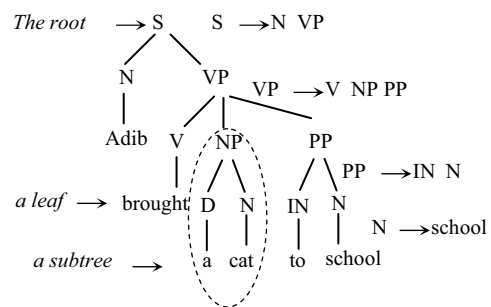 The root → S S → N VP
N VP VP → V NP PP
Adib V NP PP
PP → IN N
a leaf → brought D N IN N
N → school
a subtree → a cat to school